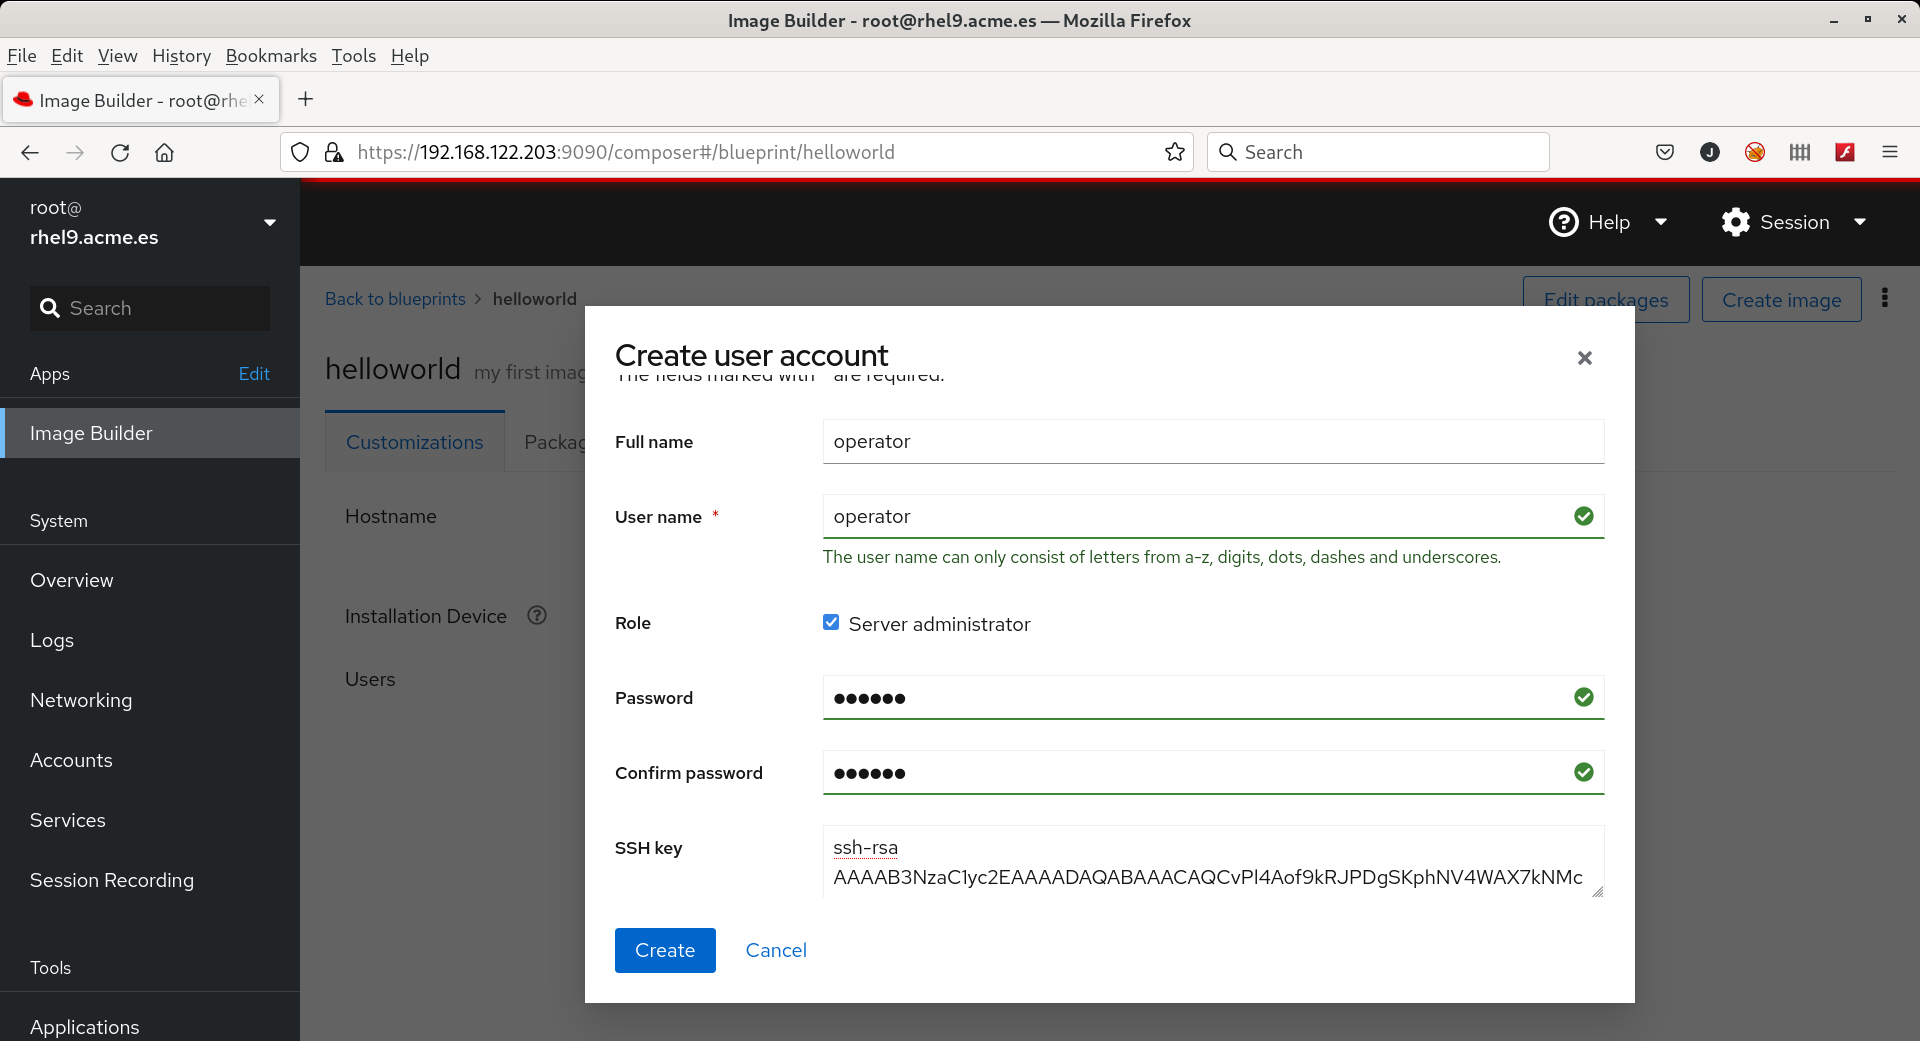 Image Builder - root@rhel9.acme.es — Mozilla Firefox
File Edit View History Bookmarks Tools Help
Image Builder - root@rhe
https://192.168.122.203:9090/composer#/blueprint/helloworld
Search
J
root@
rhel9.acme.es
Help
Session
Search
Apps
Edit
Image Builder
System
Overview
Logs
Networking
Accounts
Services
Session Recording
Tools
Applications
Back to blueprints > helloworld
Edit packages
Create image
helloworld my first imag
Customizations
Packag
Hostname
Installation Device
Users
Create user account
The fields marked with * are required.
Full name
operator
User name *
operator
The user name can only consist of letters from a-z, digits, dots, dashes and underscores.
Role
Server administrator
Password
●●●●●●
Confirm password
●●●●●●
SSH key
ssh-rsa
AAAAB3NzaC1yc2EAAAADAQABAAACAQCvPl4Aof9kRJPDgSKphNV4WAX7kNMc
Create
Cancel